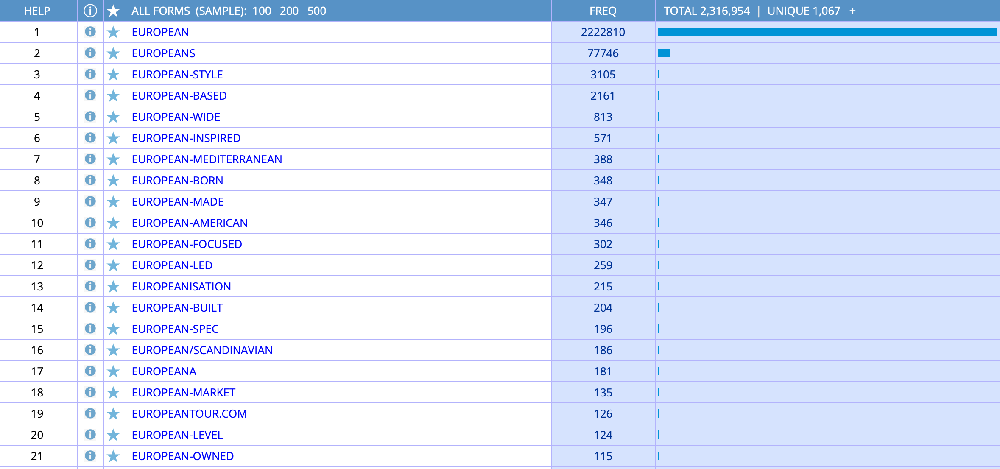 HELP ⓘ ★ ALL FORMS (SAMPLE): 100 200 500 FREQ TOTAL 2,316,954 | UNIQUE 1,067 +
1 EUROPEAN 2222810
2 EUROPEANS 77746
3 EUROPEAN-STYLE 3105
4 EUROPEAN-BASED 2161
5 EUROPEAN-WIDE 813
6 EUROPEAN-INSPIRED 571
7 EUROPEAN-MEDITERRANEAN 388
8 EUROPEAN-BORN 348
9 EUROPEAN-MADE 347
10 EUROPEAN-AMERICAN 346
11 EUROPEAN-FOCUSED 302
12 EUROPEAN-LED 259
13 EUROPEANISATION 215
14 EUROPEAN-BUILT 204
15 EUROPEAN-SPEC 196
16 EUROPEAN/SCANDINAVIAN 186
17 EUROPEANA 181
18 EUROPEAN-MARKET 135
19 EUROPEANTOUR.COM 126
20 EUROPEAN-LEVEL 124
21 EUROPEAN-OWNED 115